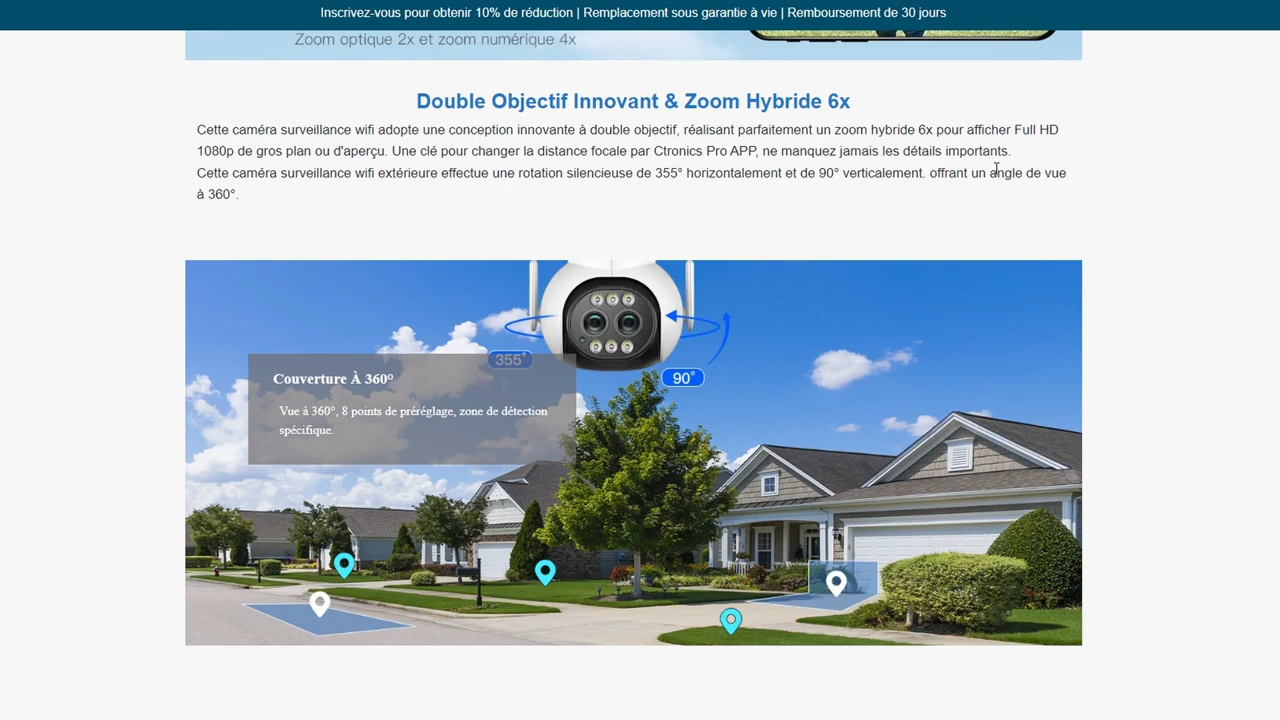 Inscrivez-vous pour obtenir 10% de réduction | Remplacement sous garantie à vie | Remboursement de 30 jours
Zoom optique 2x et zoom numérique 4x
Double Objectif Innovant & Zoom Hybride 6x
Cette caméra surveillance wifi adopte une conception innovante à double objectif, réalisant parfaitement un zoom hybride 6x pour afficher Full HD
1080p de gros plan ou d'aperçu. Une clé pour changer la distance focale par Ctronics Pro APP, ne manquez jamais les détails importants.
Cette caméra surveillance wifi extérieure effectue une rotation silencieuse de 355° horizontalement et de 90° verticalement. offrant un angle de vue
à 360°.
355°
90°
Couverture À 360°
Vue à 360°, 8 points de préréglage, zone de détection
spécifique.